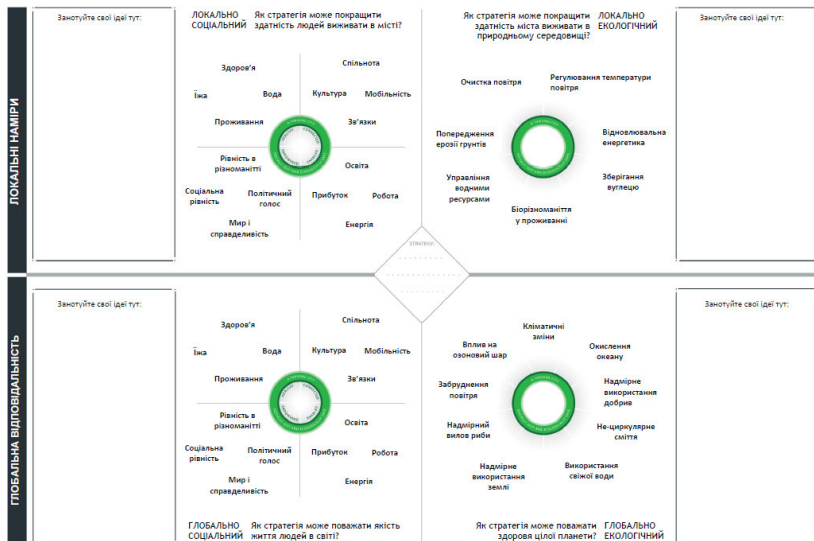 ЛОКАЛЬНІ НАМІРИ
Занотуйте свої ідеї тут:
ЛОКАЛЬНО
СОЦІАЛЬНИЙ
Як стратегія може покращити
здатність людей виживати в місті?
Здоров'я
Їжа
Вода
Проживання
Спільнота
Культура
Мобільність
Зв'язки
Рівність в
різноманітті
Соціальна
рівність
Політичний
голос
Мир і
справделивість
Освіта
Прибуток
Робота
Енергія
Як стратегія може покращити
здатність міста виживати в
природньому середовищі?
ЛОКАЛЬНО
ЕКОЛОГІЧНИЙ
Занотуйте свої ідеї тут:
Очистка повітря
Регулювання температури
повітря
Попередження
ерозії грунтів
Відновлювальна
енергетика
Управління
водними
ресурсами
Зберігання
вуглецю
Біорізноманіття
у проживанні
STRATEGY:
ГЛОБАЛЬНА ВІДПОВІДАЛЬНІСТЬ
Занотуйте свої ідеї тут:
Здоров'я
Їжа
Вода
Проживання
Спільнота
Культура
Мобільність
Зв'язки
Рівність в
різноманітті
Соціальна
рівність
Політичний
голос
Мир і
справделивість
Освіта
Прибуток
Робота
Енергія
ГЛОБАЛЬНО
СОЦІАЛЬНИЙ
Як стратегія може поважати якість
життя людей в світі?
Занотуйте свої ідеї тут:
Кліматичні
зміни
Вплив на
озоновий шар
Окислення
океану
Забруднення
повітря
Надмірне
використання
добрив
Надмірний
вилов риби
Не-циркулярне
сміття
Надмірне
використання
землі
Використання
свіжої води
Як стратегія може поважати
здоровя цілої планети?
ГЛОБАЛЬНО
ЕКОЛОГІЧНИЙ